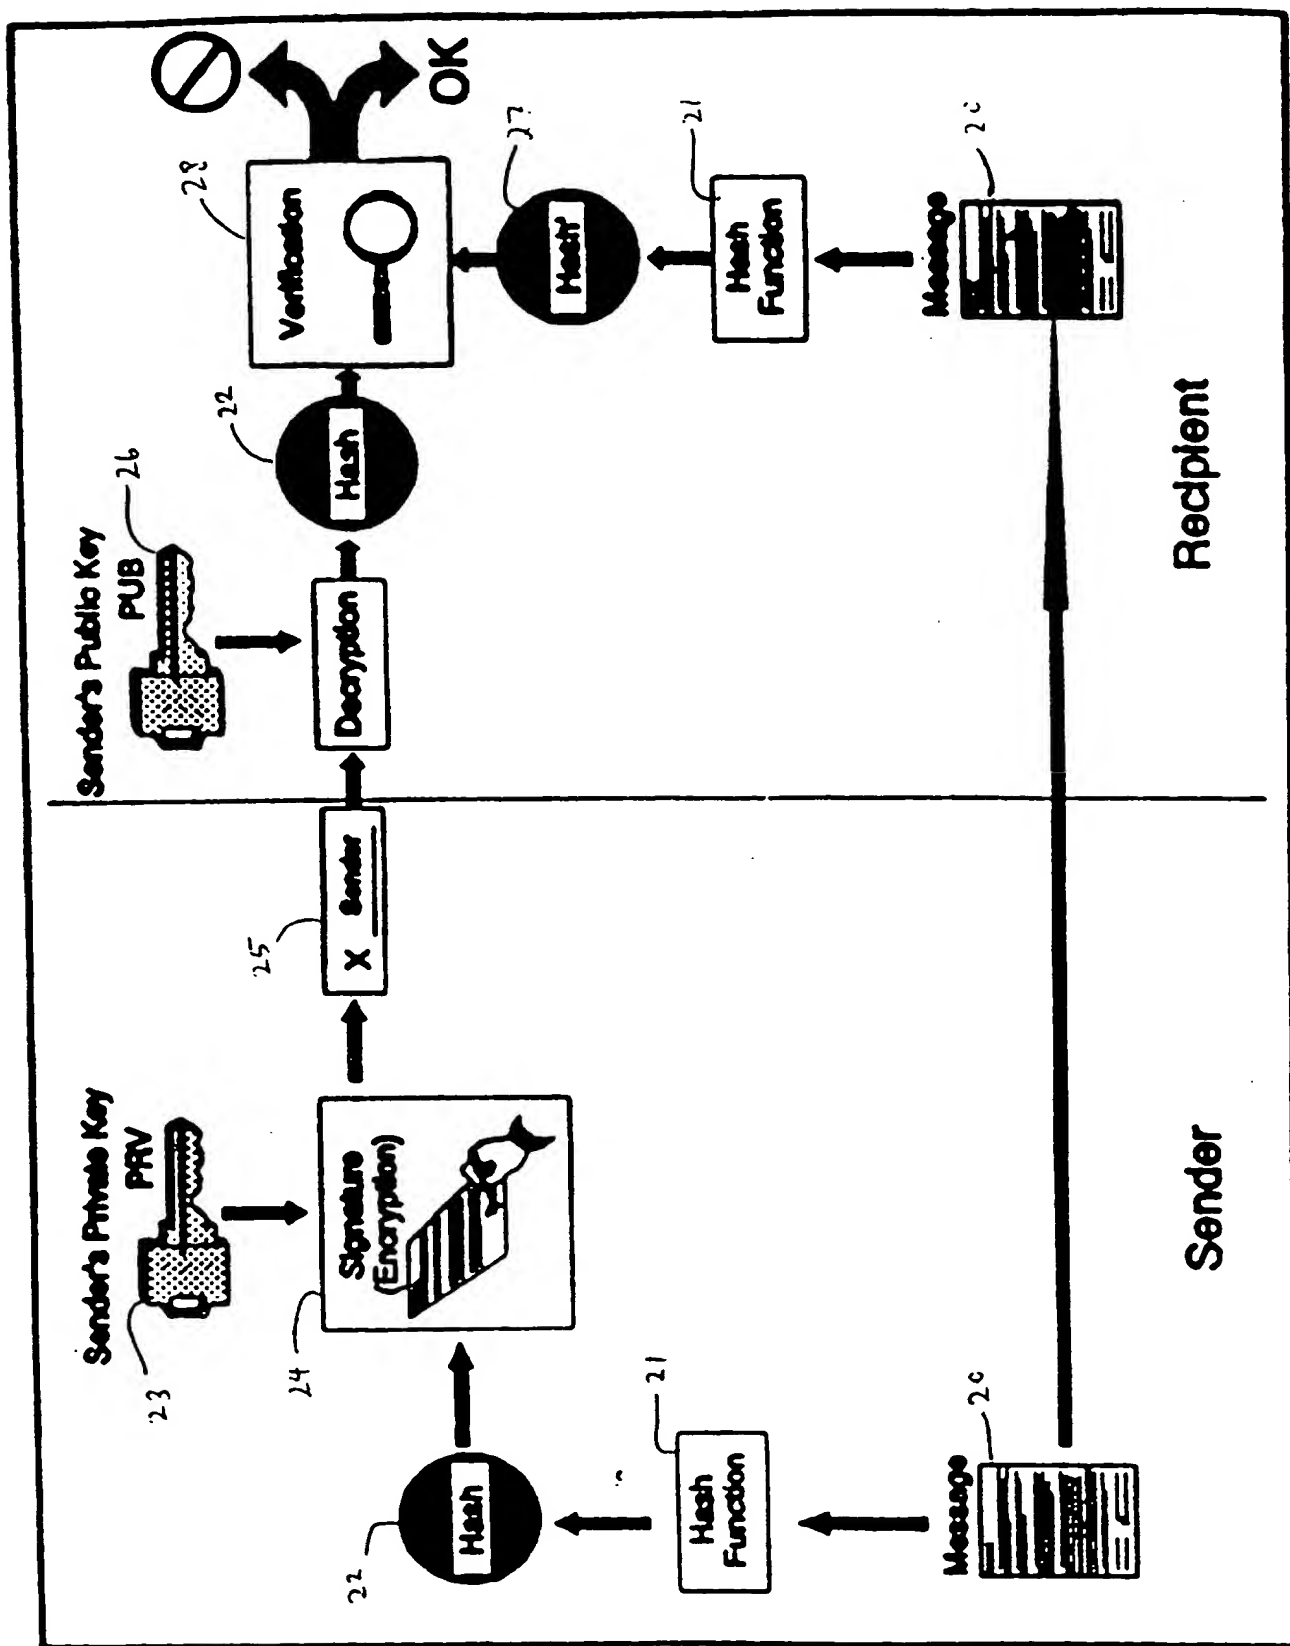 Sender's Private Key
PRV
23
Signature
(Encryption)
24
Hash
22
Hash
Function
21
Message
20
X Sender
25
Sender
Sender's Public Key
PUB
26
Decryption
Hash
22
Verification
28
OK
Hash'
27
Hash
Function
21
Message
Recipient